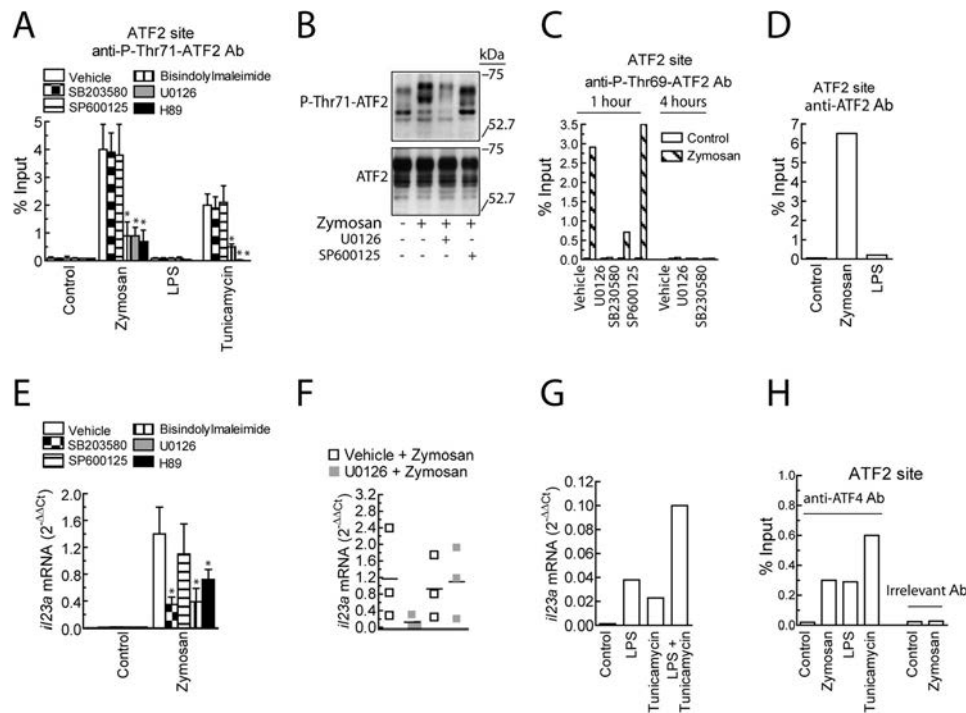 A
ATF2 site
anti-P-Thr71-ATF2 Ab
Vehicle
SB203580
SP600125
Bisindolylmaleimide
U0126
H89
% Input
5
4
3
2
1
0
* * *
* * *
Control
Zymosan
LPS
Tunicamycin
B
kDa
P-Thr71-ATF2
-75
52.7
ATF2
-75
52.7
Zymosan - + + +
U0126 - - + -
SP600125 - - - +
C
ATF2 site
anti-P-Thr69-ATF2 Ab
1 hour 4 hours
Control
Zymosan
% Input
3.5
3.0
2.5
2.0
1.5
1.0
0.5
0.0
Vehicle
U0126
SB230580
SP600125
Vehicle
U0126
SB230580
D
ATF2 site
anti-ATF2 Ab
% Input
7
6
5
4
3
2
1
0
Control
Zymosan
LPS
E
Vehicle
SB203580
SP600125
Bisindolylmaleimide
U0126
H89
il23a mRNA (2^-ΔΔCt)
2.0
1.6
1.2
0.8
0.4
0.0
* * *
Control
Zymosan
F
Vehicle + Zymosan
U0126 + Zymosan
il23a mRNA (2^-ΔΔCt)
3.2
2.8
2.4
2.0
1.6
1.2
0.8
0.4
0.0
G
il23a mRNA (2^-ΔΔCt)
0.12
0.10
0.08
0.06
0.04
0.02
0.00
Control
LPS
Tunicamycin
LPS +
Tunicamycin
H
ATF2 site
anti-ATF4 Ab
Irrelevant Ab
% Input
1.0
0.8
0.6
0.4
0.2
0.0
Control
Zymosan
LPS
Tunicamycin
Control
Zymosan